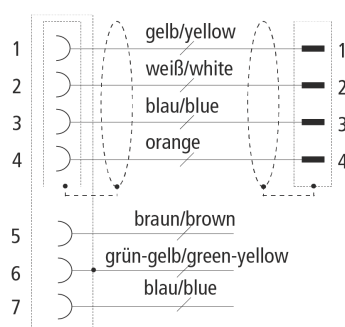 gelb/yellow
1 1
weiß/white
2 2
blau/blue
3 3
orange
4 4
braun/brown
5
grün-gelb/green-yellow
6
blau/blue
7